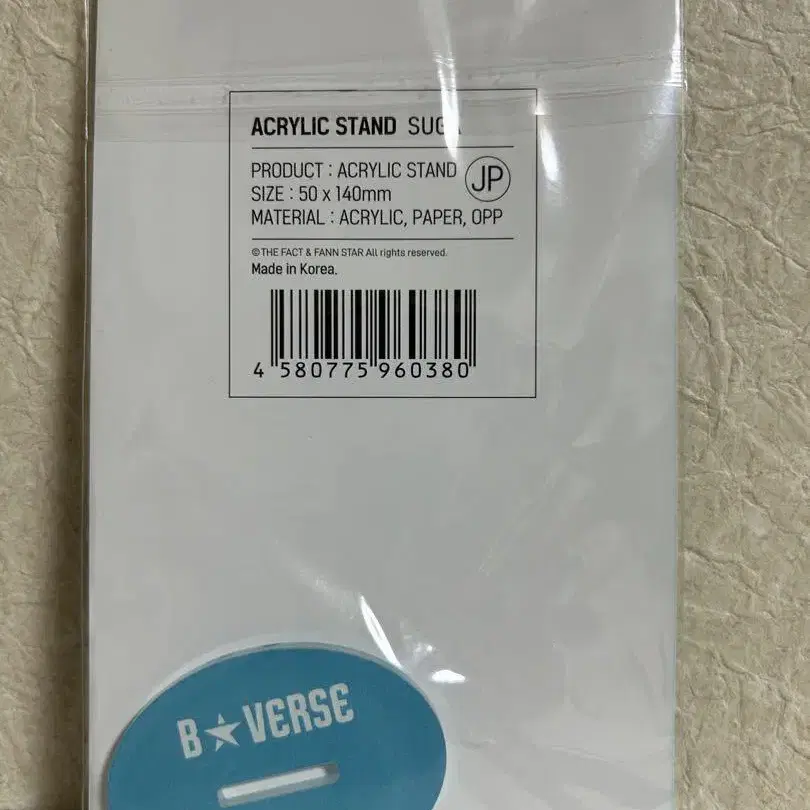 ACRYLIC STAND SUGA
PRODUCT : ACRYLIC STAND
JP
SIZE : 50 x 140mm
MATERIAL : ACRYLIC, PAPER, OPP
©THE FACT & FANN STAR All rights reserved.
Made in Korea.
4 580775 960380
B★VERSE